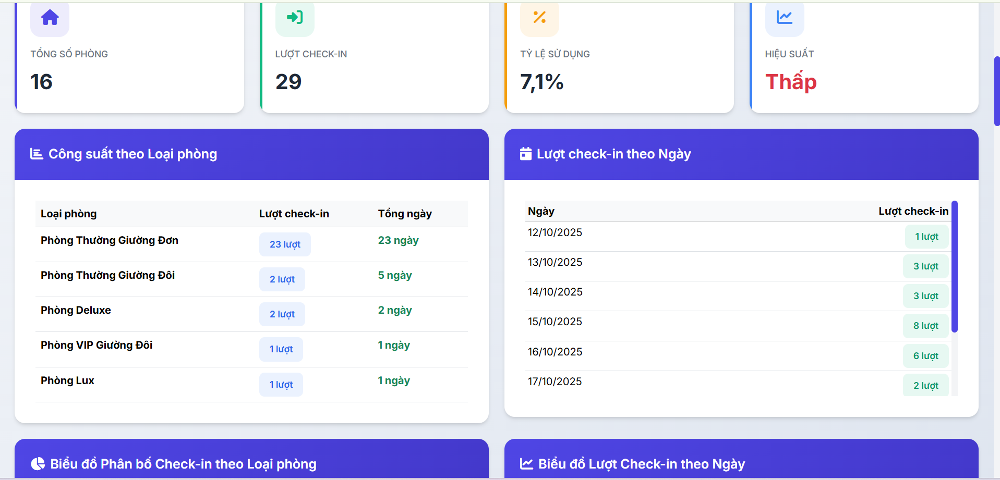 TỔNG SỐ PHÒNG
16
LƯỢT CHECK-IN
29
TỶ LỆ SỬ DỤNG
7,1%
HIỆU SUẤT
Thấp
Công suất theo Loại phòng
Loại phòng Lượt check-in Tổng ngày
Phòng Thường Giường Đơn 23 lượt 23 ngày
Phòng Thường Giường Đôi 2 lượt 5 ngày
Phòng Deluxe 2 lượt 2 ngày
Phòng VIP Giường Đôi 1 lượt 1 ngày
Phòng Lux 1 lượt 1 ngày
Lượt check-in theo Ngày
Ngày Lượt check-in
12/10/2025 1 lượt
13/10/2025 3 lượt
14/10/2025 3 lượt
15/10/2025 8 lượt
16/10/2025 6 lượt
17/10/2025 2 lượt
Biểu đồ Phân bố Check-in theo Loại phòng
Biểu đồ Lượt Check-in theo Ngày